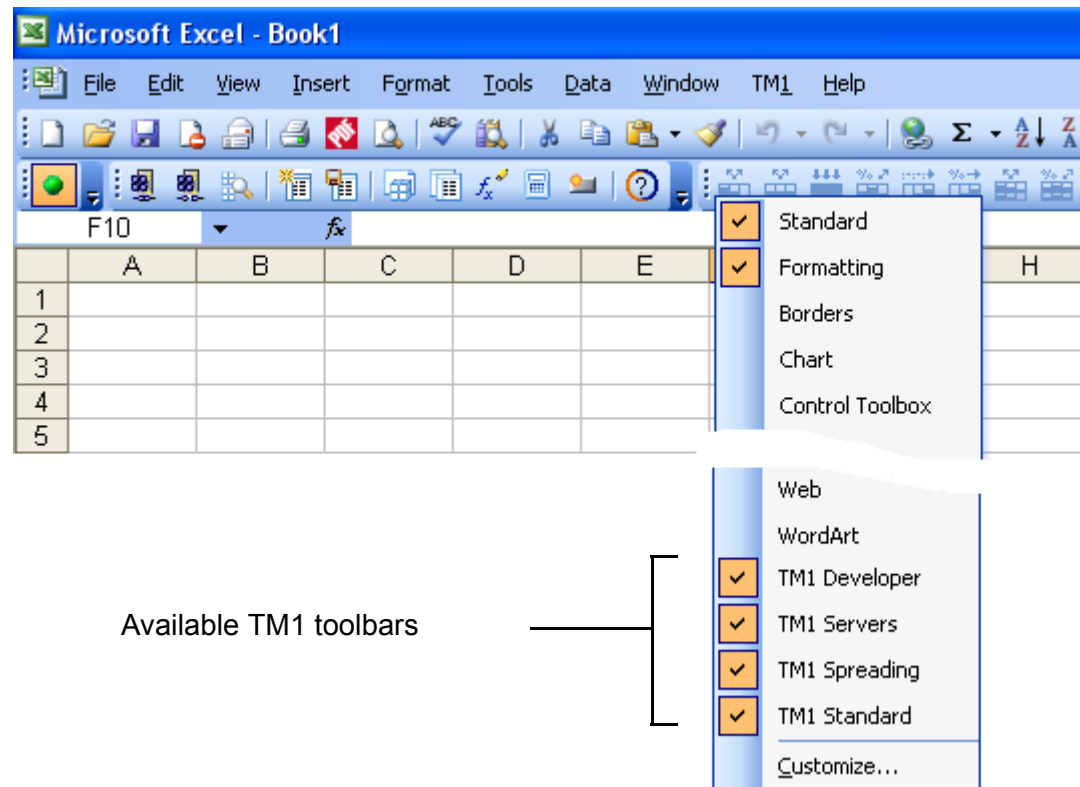 Microsoft Excel - Book1
File Edit View Insert Format Tools Data Window TM1 Help
ABC Σ A Z Z A
F10 fx
A B C D E H
1
2
3
4
5
Standard
Formatting
Borders
Chart
Control Toolbox
Web
WordArt
TM1 Developer
TM1 Servers
TM1 Spreading
TM1 Standard
Customize...
Available TM1 toolbars